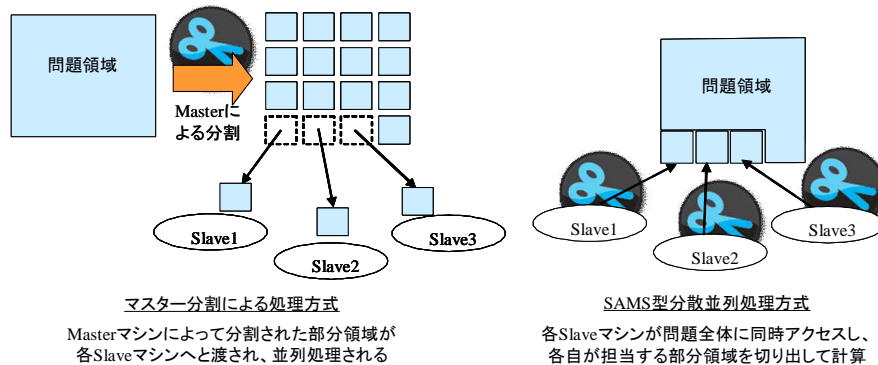 問題領域
Masterに
よる分割
Slave1
Slave2
Slave3
マスター分割による処理方式
Masterマシンによって分割された部分領域が
各Slaveマシンへと渡され、並列処理される
問題領域
Slave1
Slave2
Slave3
SAMS型分散並列処理方式
各Slaveマシンが問題全体に同時アクセスし、
各自が担当する部分領域を切り出して計算